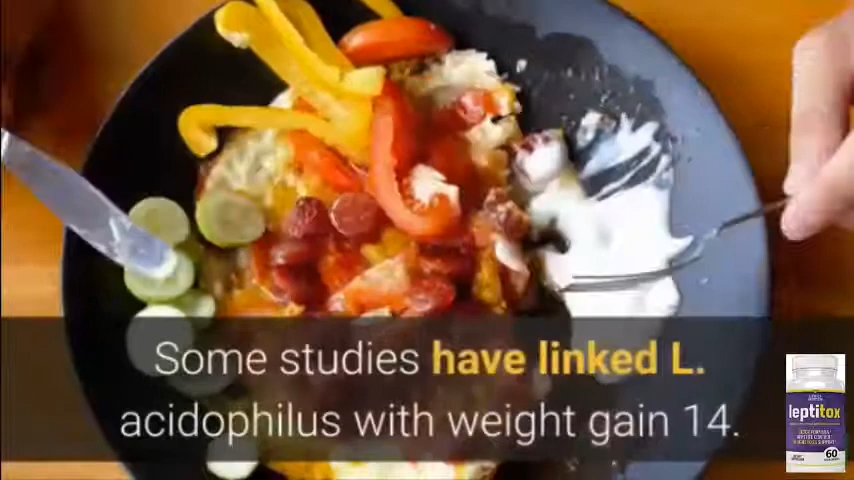 Some studies have linked L.
acidophilus with weight gain 14.
leptitox
60